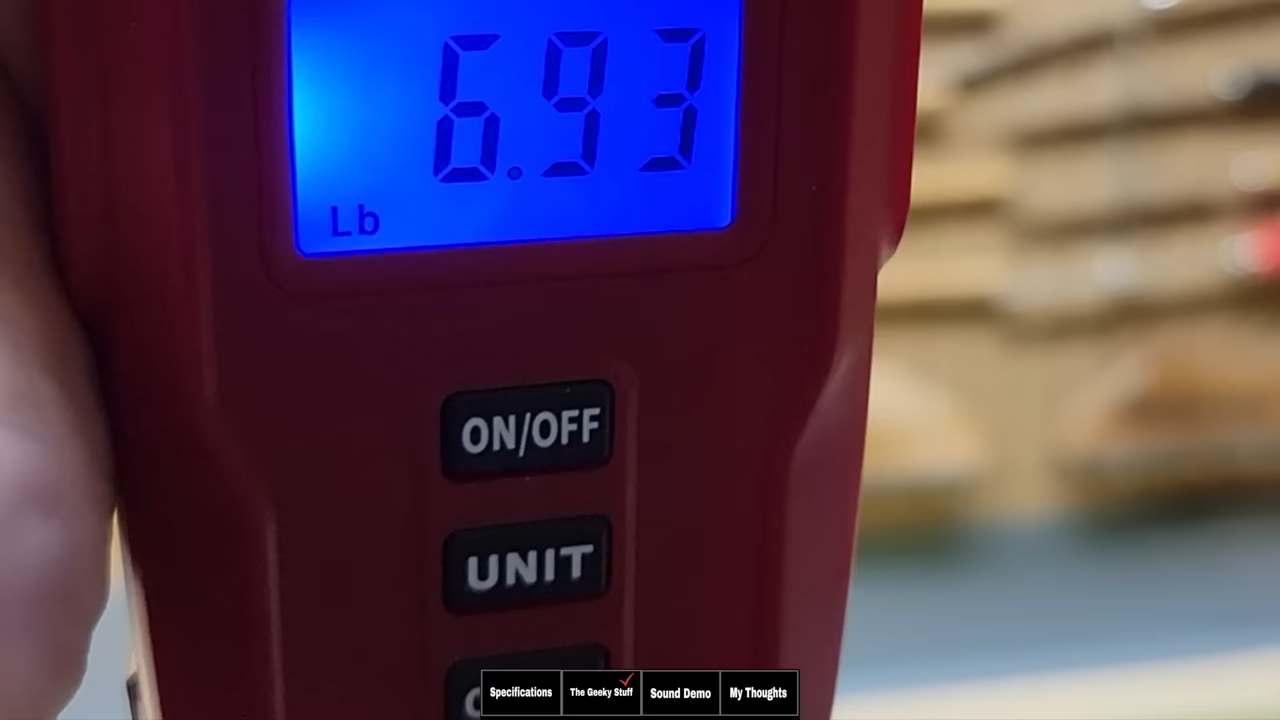 6.93
Lb
ON/OFF
UNIT
Specifications
The Geeky Stuff
Sound Demo
My Thoughts